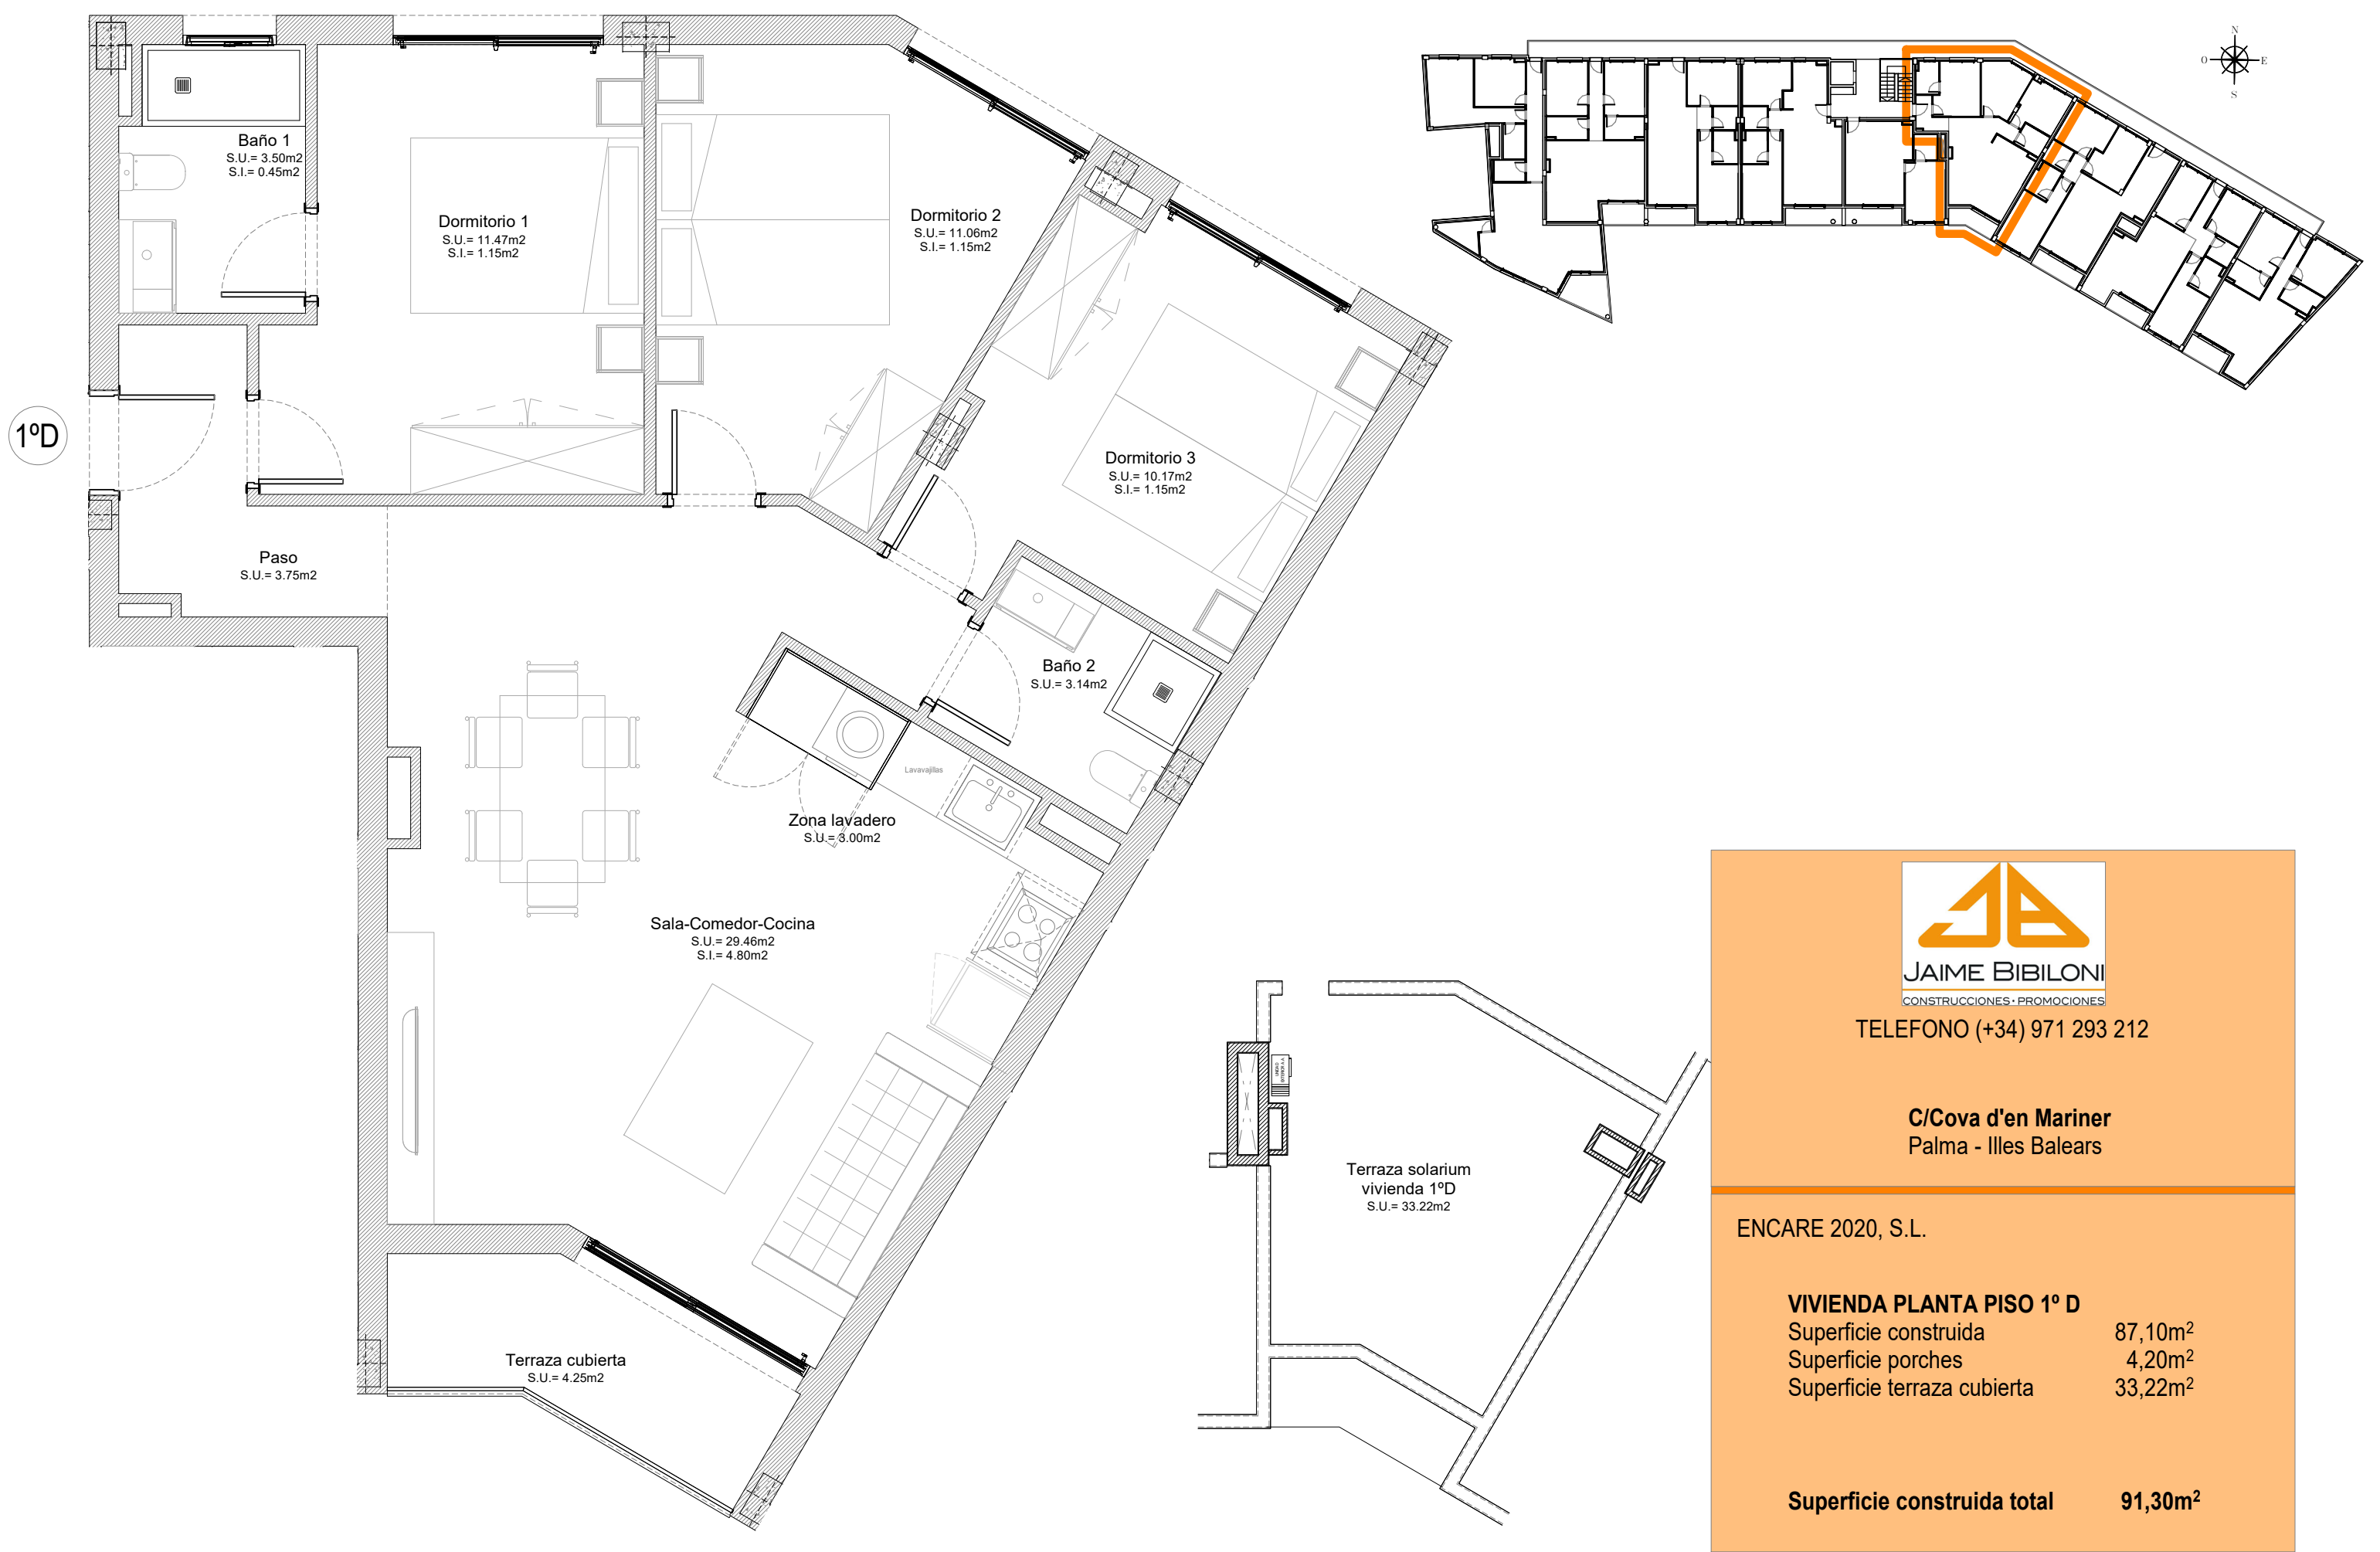 1ºD
Baño 1
S.U.= 3.50m2
S.I.= 0.45m2
Dormitorio 1
S.U.= 11.47m2
S.I.= 1.15m2
Dormitorio 2
S.U.= 11.06m2
S.I.= 1.15m2
Dormitorio 3
S.U.= 10.17m2
S.I.= 1.15m2
Paso
S.U.= 3.75m2
Baño 2
S.U.= 3.14m2
Lavavajillas
Zona lavadero
S.U.= 3.00m2
Sala-Comedor-Cocina
S.U.= 29.46m2
S.I.= 4.80m2
Terraza cubierta
S.U.= 4.25m2
UNIDAD
EXTERIOR A.A.
Terraza solarium
vivienda 1ºD
S.U.= 33.22m2
N
O
E
S
JAIME BIBILONI
CONSTRUCCIONES·PROMOCIONES
TELEFONO (+34) 971 293 212
C/Cova d'en Mariner
Palma - Illes Balears
ENCARE 2020, S.L.
VIVIENDA PLANTA PISO 1º D
Superficie construida 87,10m²
Superficie porches 4,20m²
Superficie terraza cubierta 33,22m²
Superficie construida total 91,30m²